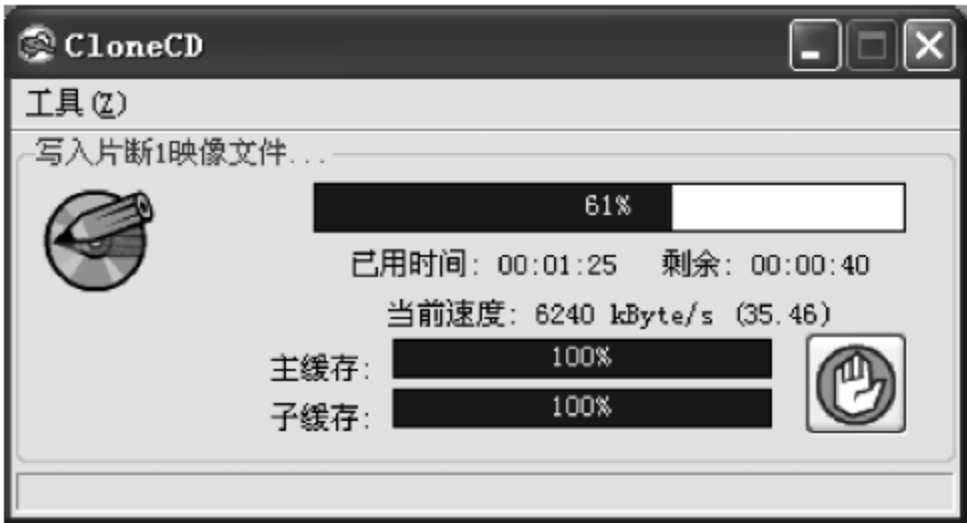 CloneCD
工具(Z)
写入片断1映像文件...
61%
已用时间: 00:01:25 剩余: 00:00:40
当前速度: 6240 kByte/s (35.46)
主缓存: 100%
子缓存: 100%